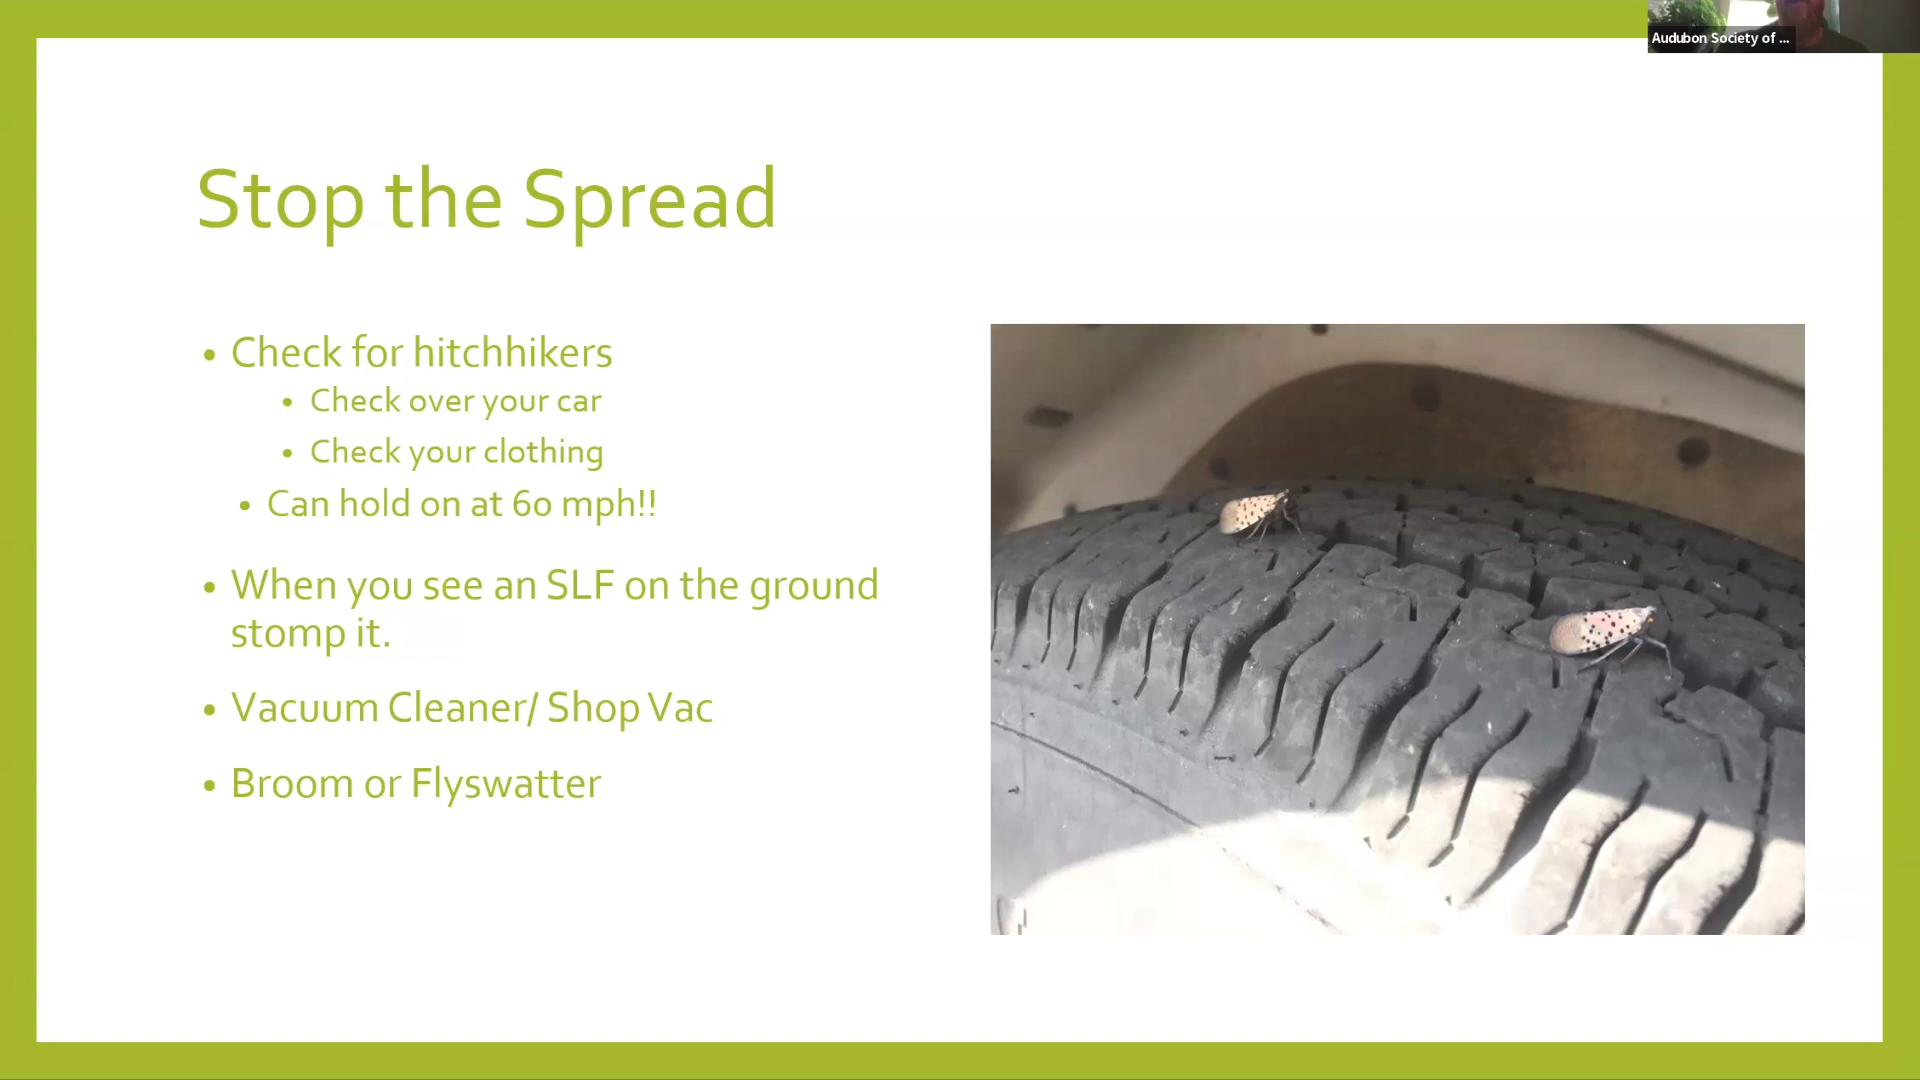 Audubon Society of ...
Stop the Spread
• Check for hitchhikers
• Check over your car
• Check your clothing
• Can hold on at 60 mph!!
• When you see an SLF on the ground
stomp it.
• Vacuum Cleaner/ Shop Vac
• Broom or Flyswatter